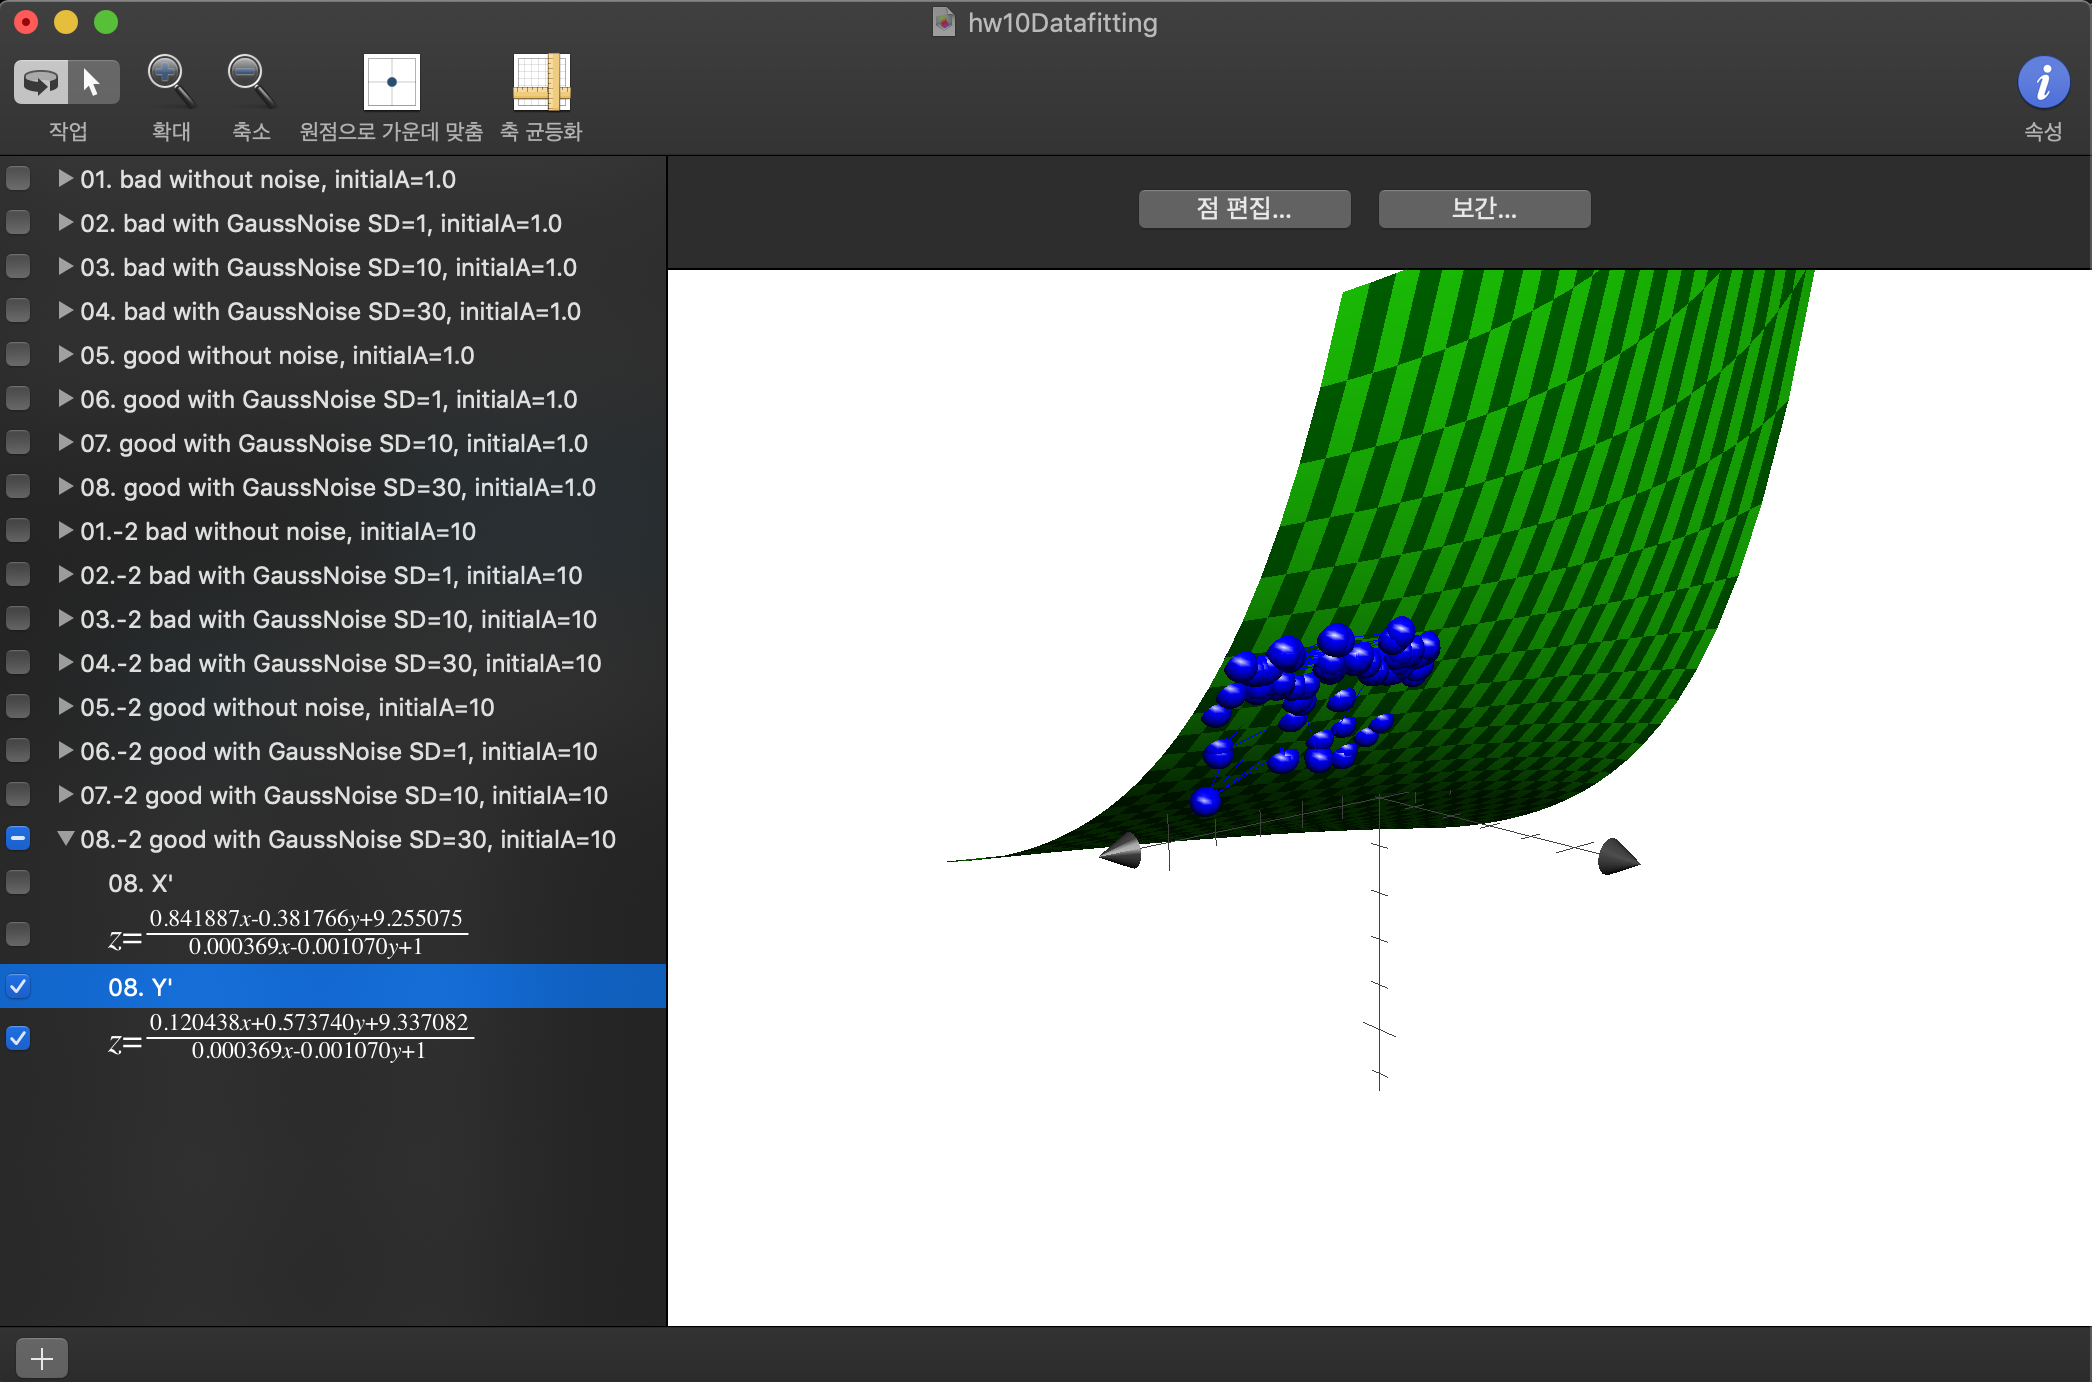 hw10Datafitting
작업
확대
축소
원점으로 가운데 맞춤
축 균등화
속성
점 편집...
보간...
01. bad without noise, initialA=1.0
02. bad with GaussNoise SD=1, initialA=1.0
03. bad with GaussNoise SD=10, initialA=1.0
04. bad with GaussNoise SD=30, initialA=1.0
05. good without noise, initialA=1.0
06. good with GaussNoise SD=1, initialA=1.0
07. good with GaussNoise SD=10, initialA=1.0
08. good with GaussNoise SD=30, initialA=1.0
01.-2 bad without noise, initialA=10
02.-2 bad with GaussNoise SD=1, initialA=10
03.-2 bad with GaussNoise SD=10, initialA=10
04.-2 bad with GaussNoise SD=30, initialA=10
05.-2 good without noise, initialA=10
06.-2 good with GaussNoise SD=1, initialA=10
07.-2 good with GaussNoise SD=10, initialA=10
08.-2 good with GaussNoise SD=30, initialA=10
08. X'
0.841887x-0.381766y+9.255075
z=
0.000369x-0.001070y+1
08. Y'
0.120438x+0.573740y+9.337082
z=
0.000369x-0.001070y+1